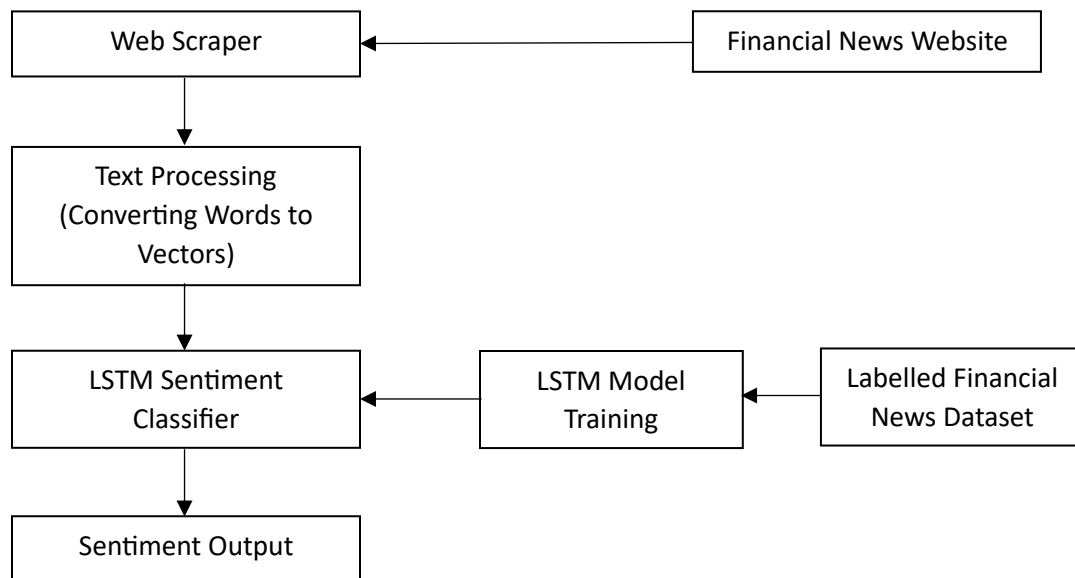 Web Scraper
Financial News Website
Text Processing
(Converting Words to
Vectors)
LSTM Sentiment
Classifier
LSTM Model
Training
Labelled Financial
News Dataset
Sentiment Output